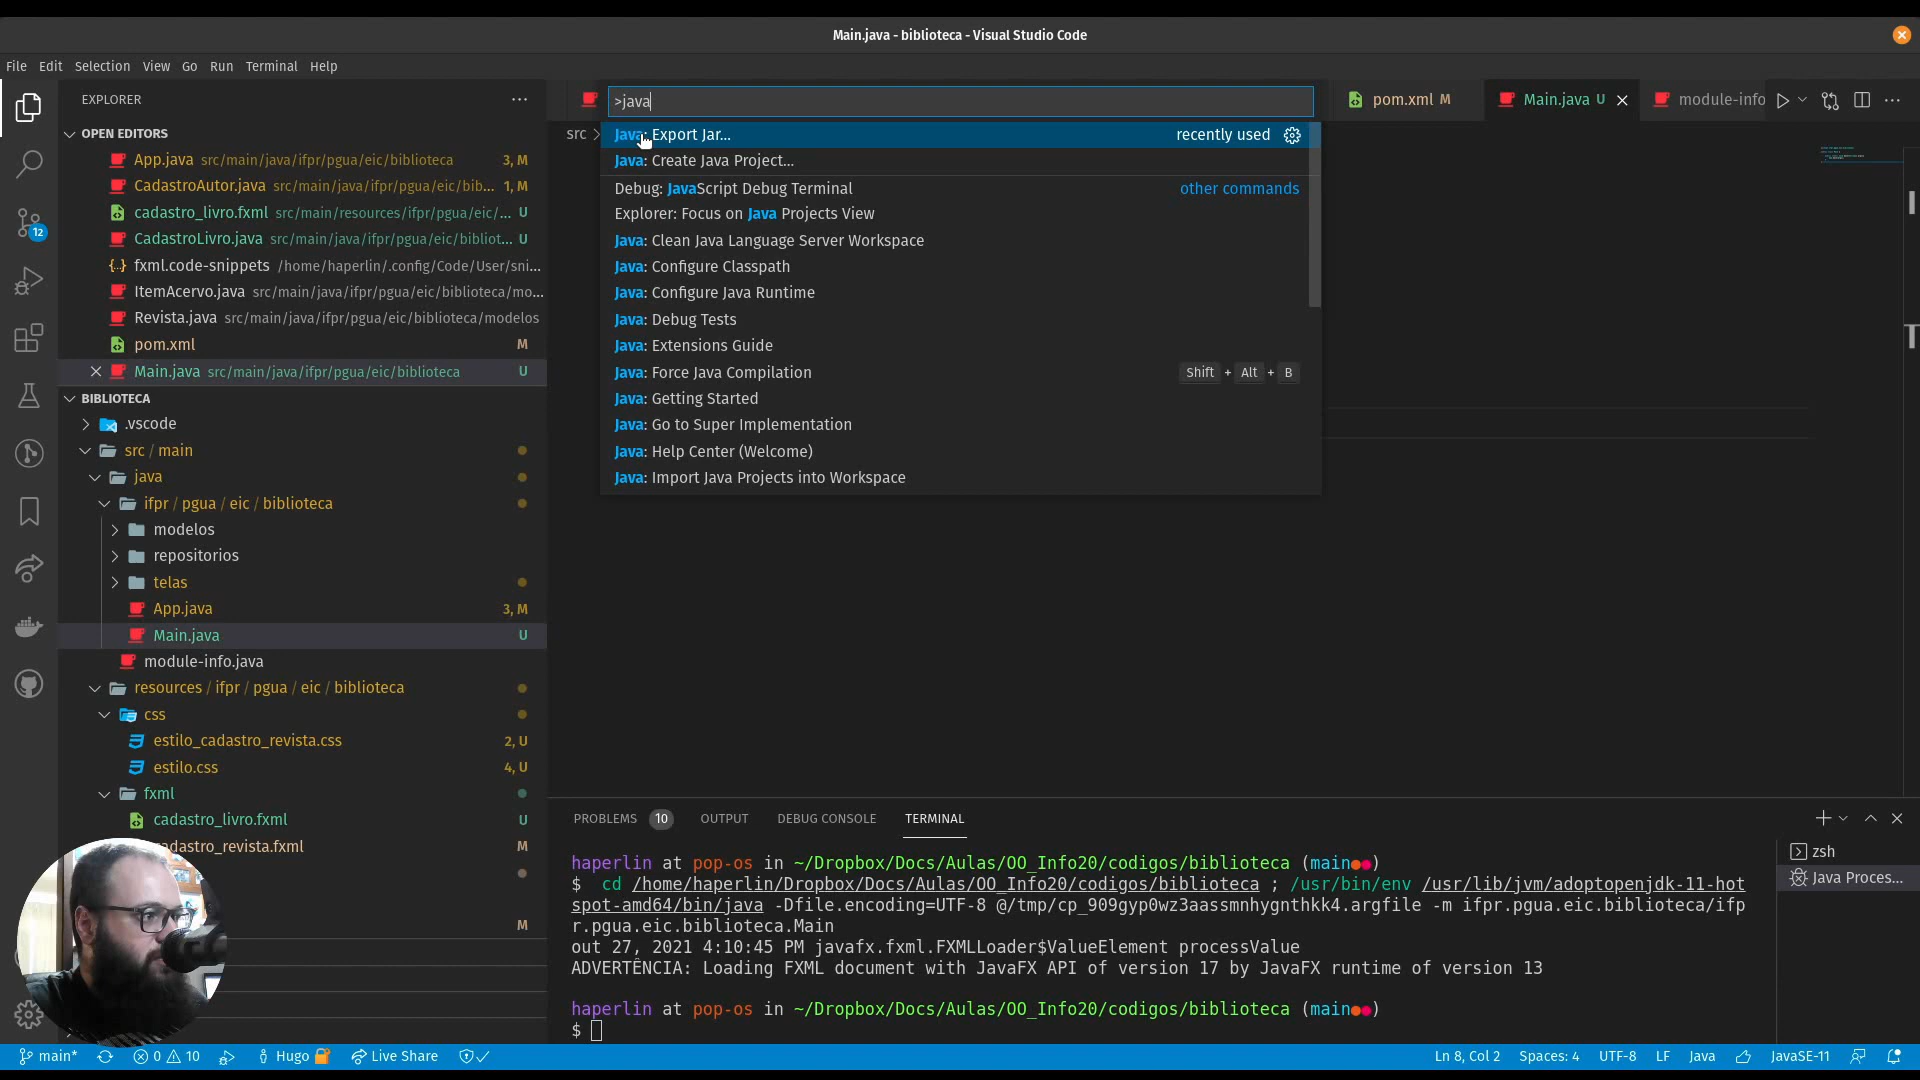 Main.java - biblioteca - Visual Studio Code
File Edit Selection View Go Run Terminal Help
EXPLORER
>java
pom.xml M
Main.java U
module-info
OPEN EDITORS
src >
App.java src/main/java/ifpr/pgua/eic/biblioteca 3, M
CadastroAutor.java src/main/java/ifpr/pgua/eic/bib... 1, M
cadastro_livro.fxml src/main/resources/ifpr/pgua/eic/... U
CadastroLivro.java src/main/java/ifpr/pgua/eic/bibliot... U
fxml.code-snippets /home/haperlin/.config/Code/User/sni...
ItemAcervo.java src/main/java/ifpr/pgua/eic/biblioteca/mo...
Revista.java src/main/java/ifpr/pgua/eic/biblioteca/modelos
pom.xml M
Main.java src/main/java/ifpr/pgua/eic/biblioteca U
BIBLIOTECA
.vscode
src / main
java
ifpr / pgua / eic / biblioteca
modelos
repositorios
telas
App.java 3, M
Main.java U
module-info.java
resources / ifpr / pgua / eic / biblioteca
css
estilo_cadastro_revista.css 2, U
estilo.css 4, U
fxml
cadastro_livro.fxml U
adastro_revista.fxml M
M
12
Java: Export Jar... recently used
Java: Create Java Project...
Debug: JavaScript Debug Terminal other commands
Explorer: Focus on Java Projects View
Java: Clean Java Language Server Workspace
Java: Configure Classpath
Java: Configure Java Runtime
Java: Debug Tests
Java: Extensions Guide
Java: Force Java Compilation Shift + Alt + B
Java: Getting Started
Java: Go to Super Implementation
Java: Help Center (Welcome)
Java: Import Java Projects into Workspace
PROBLEMS 10 OUTPUT DEBUG CONSOLE TERMINAL
haperlin at pop-os in ~/Dropbox/Docs/Aulas/OO_Info20/codigos/biblioteca (main●●)
$ cd /home/haperlin/Dropbox/Docs/Aulas/OO_Info20/codigos/biblioteca ; /usr/bin/env /usr/lib/jvm/adoptopenjdk-11-hot
spot-amd64/bin/java -Dfile.encoding=UTF-8 @/tmp/cp_909gyp0wz3aassmnhygnthkk4.argfile -m ifpr.pgua.eic.biblioteca/ifp
r.pgua.eic.biblioteca.Main
out 27, 2021 4:10:45 PM javafx.fxml.FXMLLoader$ValueElement processValue
ADVERTÊNCIA: Loading FXML document with JavaFX API of version 17 by JavaFX runtime of version 13
haperlin at pop-os in ~/Dropbox/Docs/Aulas/OO_Info20/codigos/biblioteca (main●●)
$
zsh
Java Proces...
main* 0 10 Hugo Live Share Ln 8, Col 2 Spaces: 4 UTF-8 LF Java JavaSE-11